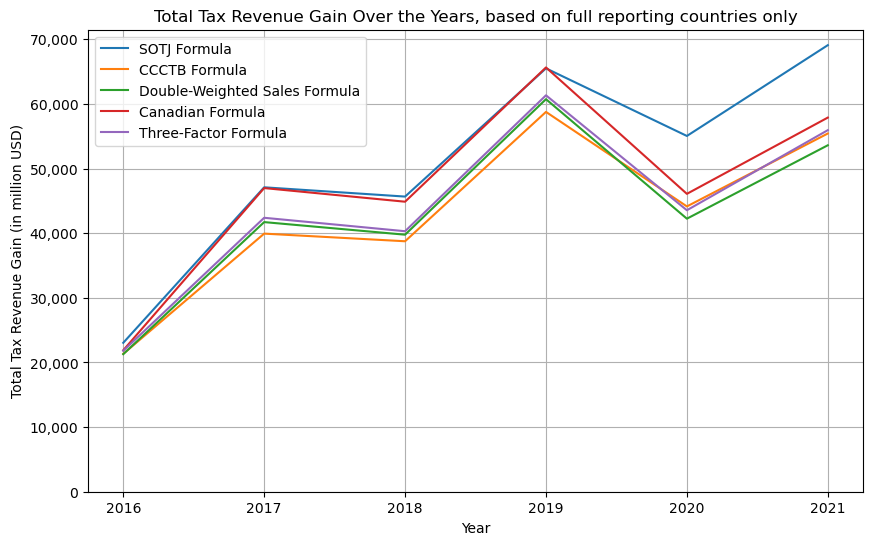 Total Tax Revenue Gain Over the Years, based on full reporting countries only
SOTJ Formula
CCCTB Formula
Double-Weighted Sales Formula
Canadian Formula
Three-Factor Formula
Total Tax Revenue Gain (in million USD)
70,000
60,000
50,000
40,000
30,000
20,000
10,000
0
2016 2017 2018 2019 2020 2021
Year